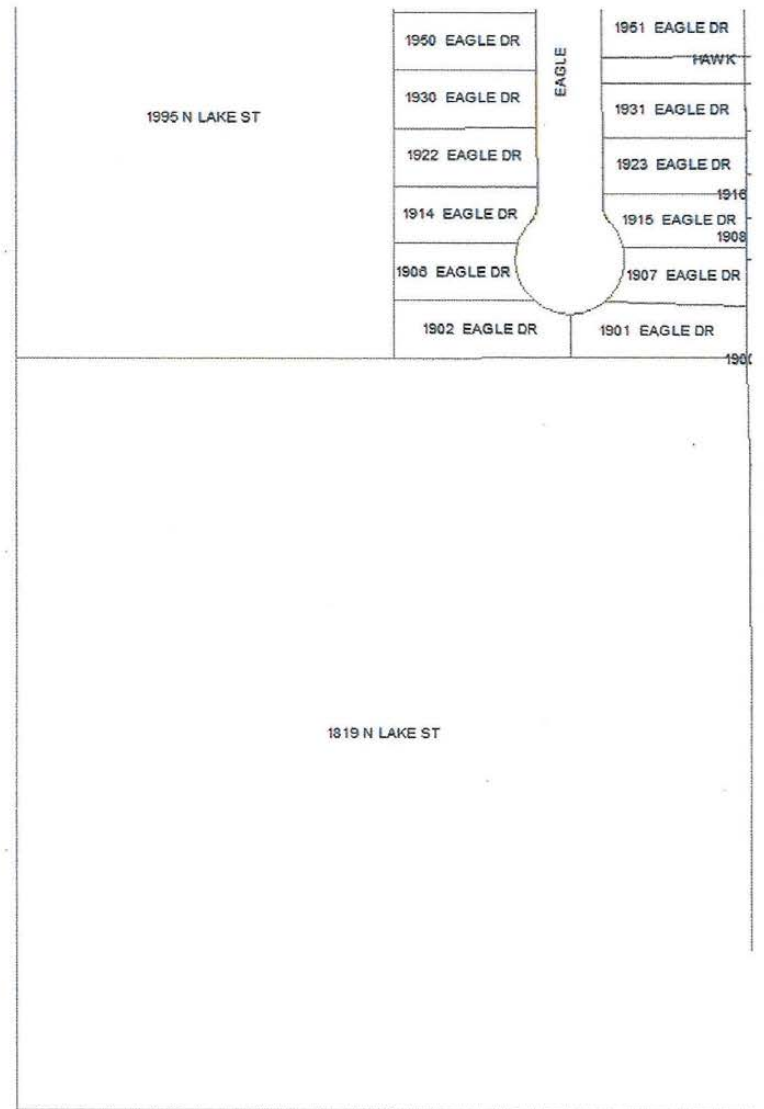 1950 EAGLE DR
EAGLE
1951 EAGLE DR
HAWK
1930 EAGLE DR
1931 EAGLE DR
1995 N LAKE ST
1922 EAGLE DR
1923 EAGLE DR
1916
1914 EAGLE DR
1915 EAGLE DR
1908
1906 EAGLE DR
1907 EAGLE DR
1902 EAGLE DR
1901 EAGLE DR
1900
1819 N LAKE ST